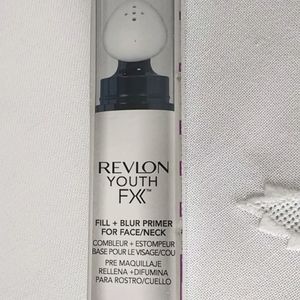 REVLON
YOUTH
FX™
FILL + BLUR PRIMER
FOR FACE/NECK
COMBLEUR + ESTOMPEUR
BASE POUR LE VISAGE/COU
PRE MAQUILLAJE
RELLENA +DIFUMINA
PARA ROSTRO/CUELLO